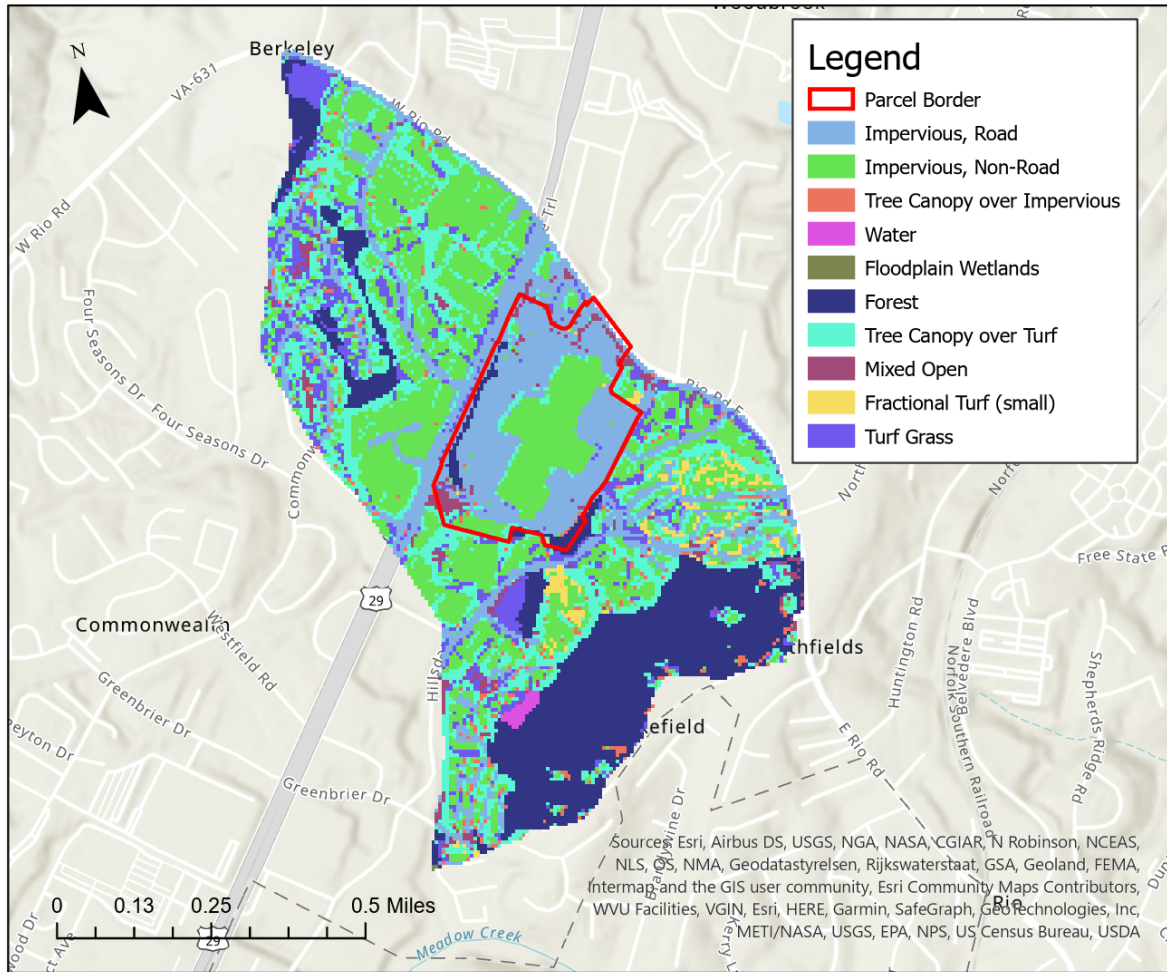 Woodbrook
Berkeley
N
VA-631
W Rio Rd
W Rio Rd
Trl
Four Seasons Dr
Four Seasons Dr
Rio Rd E
Free State
29
Commonwealth
Westfield Rd
Greenbrier Dr
Greenbrier Dr
Huntington Rd
Belvedere Blvd
Norfolk Southern Railroad
Shepherds Ridge Rd
E Rio Rd
Rio
Meadow Creek
29
Legend
Parcel Border
Impervious, Road
Impervious, Non-Road
Tree Canopy over Impervious
Water
Floodplain Wetlands
Forest
Tree Canopy over Turf
Mixed Open
Fractional Turf (small)
Turf Grass
0 0.13 0.25 0.5 Miles
Sources: Esri, Airbus DS, USGS, NGA, NASA, CGIAR, N Robinson, NCEAS,
NLS, OS, NMA, Geodatastyrelsen, Rijkswaterstaat, GSA, Geoland, FEMA,
Intermap and the GIS user community, Esri Community Maps Contributors,
WVU Facilities, VGIN, Esri, HERE, Garmin, SafeGraph, GeoTechnologies, Inc,
METI/NASA, USGS, EPA, NPS, US Census Bureau, USDA